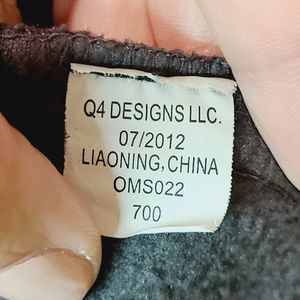 Q4 DESIGNS LLC.
07/2012
LIAONING, CHINA
OMS022
700